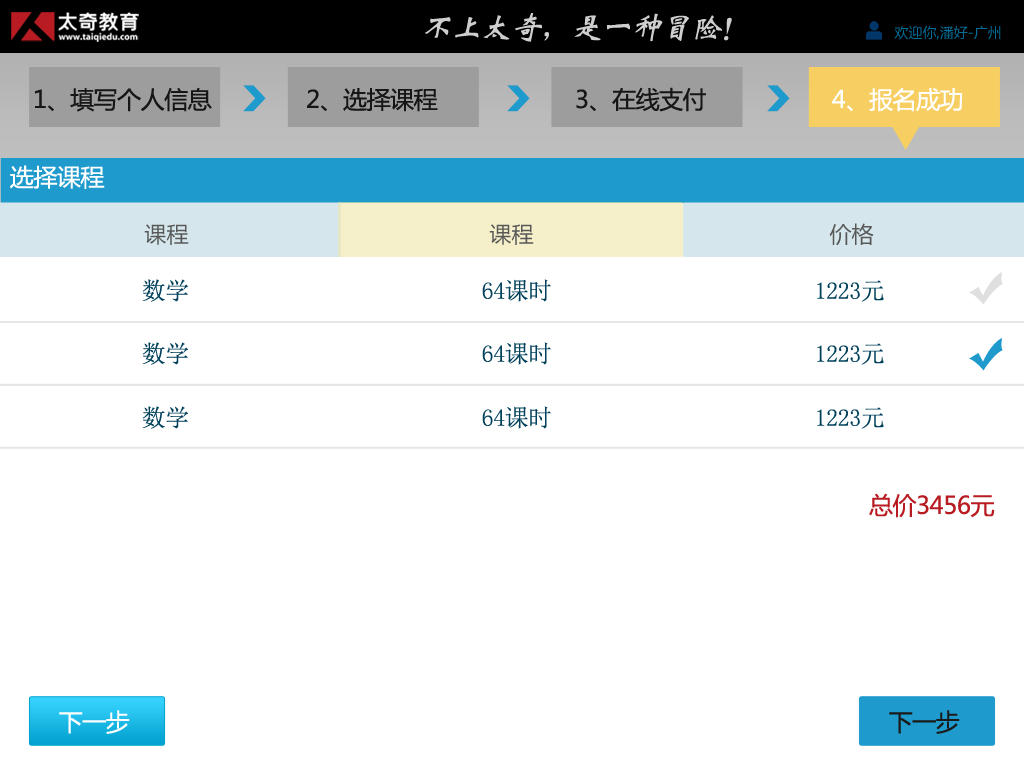 太奇教育
www.taiqiedu.com
不上太奇，是一种冒险！
欢迎你,潘好-广州
1、填写个人信息
2、选择课程
3、在线支付
4、报名成功
选择课程
课程 课程 价格
数学 64课时 1223元
数学 64课时 1223元
数学 64课时 1223元
总价3456元
下一步 下一步